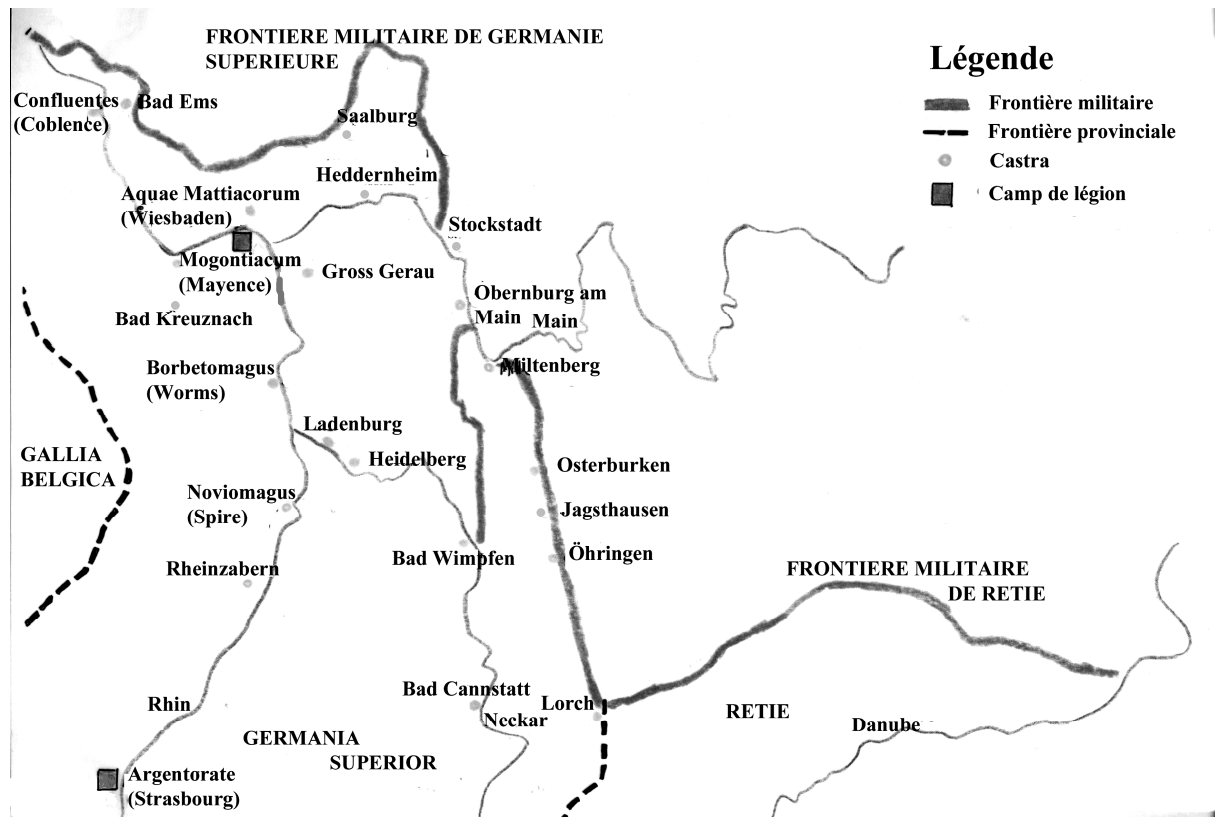 FRONTIERE MILITAIRE DE GERMANIE
SUPERIEURE
Légende
Frontière militaire
Frontière provinciale
Castra
Camp de légion
Confluentes
(Coblence)
Bad Ems
Saalburg
Heddernheim
Aquae Mattiacorum
(Wiesbaden)
Stockstadt
Mogontiacum
(Mayence)
Gross Gerau
Obernburg am
Main
Main
Bad Kreuznach
Miltenberg
Borbetomagus
(Worms)
Ladenburg
Heidelberg
GALLIA
BELGICA
Osterburken
Noviomagus
(Spire)
Jagsthausen
Öhringen
Bad Wimpfen
Rheinzabern
FRONTIERE MILITAIRE
DE RETIE
Bad Cannstatt
Lorch
Rhin
Neckar
RETIE
Danube
GERMANIA
SUPERIOR
Argentorate
(Strasbourg)